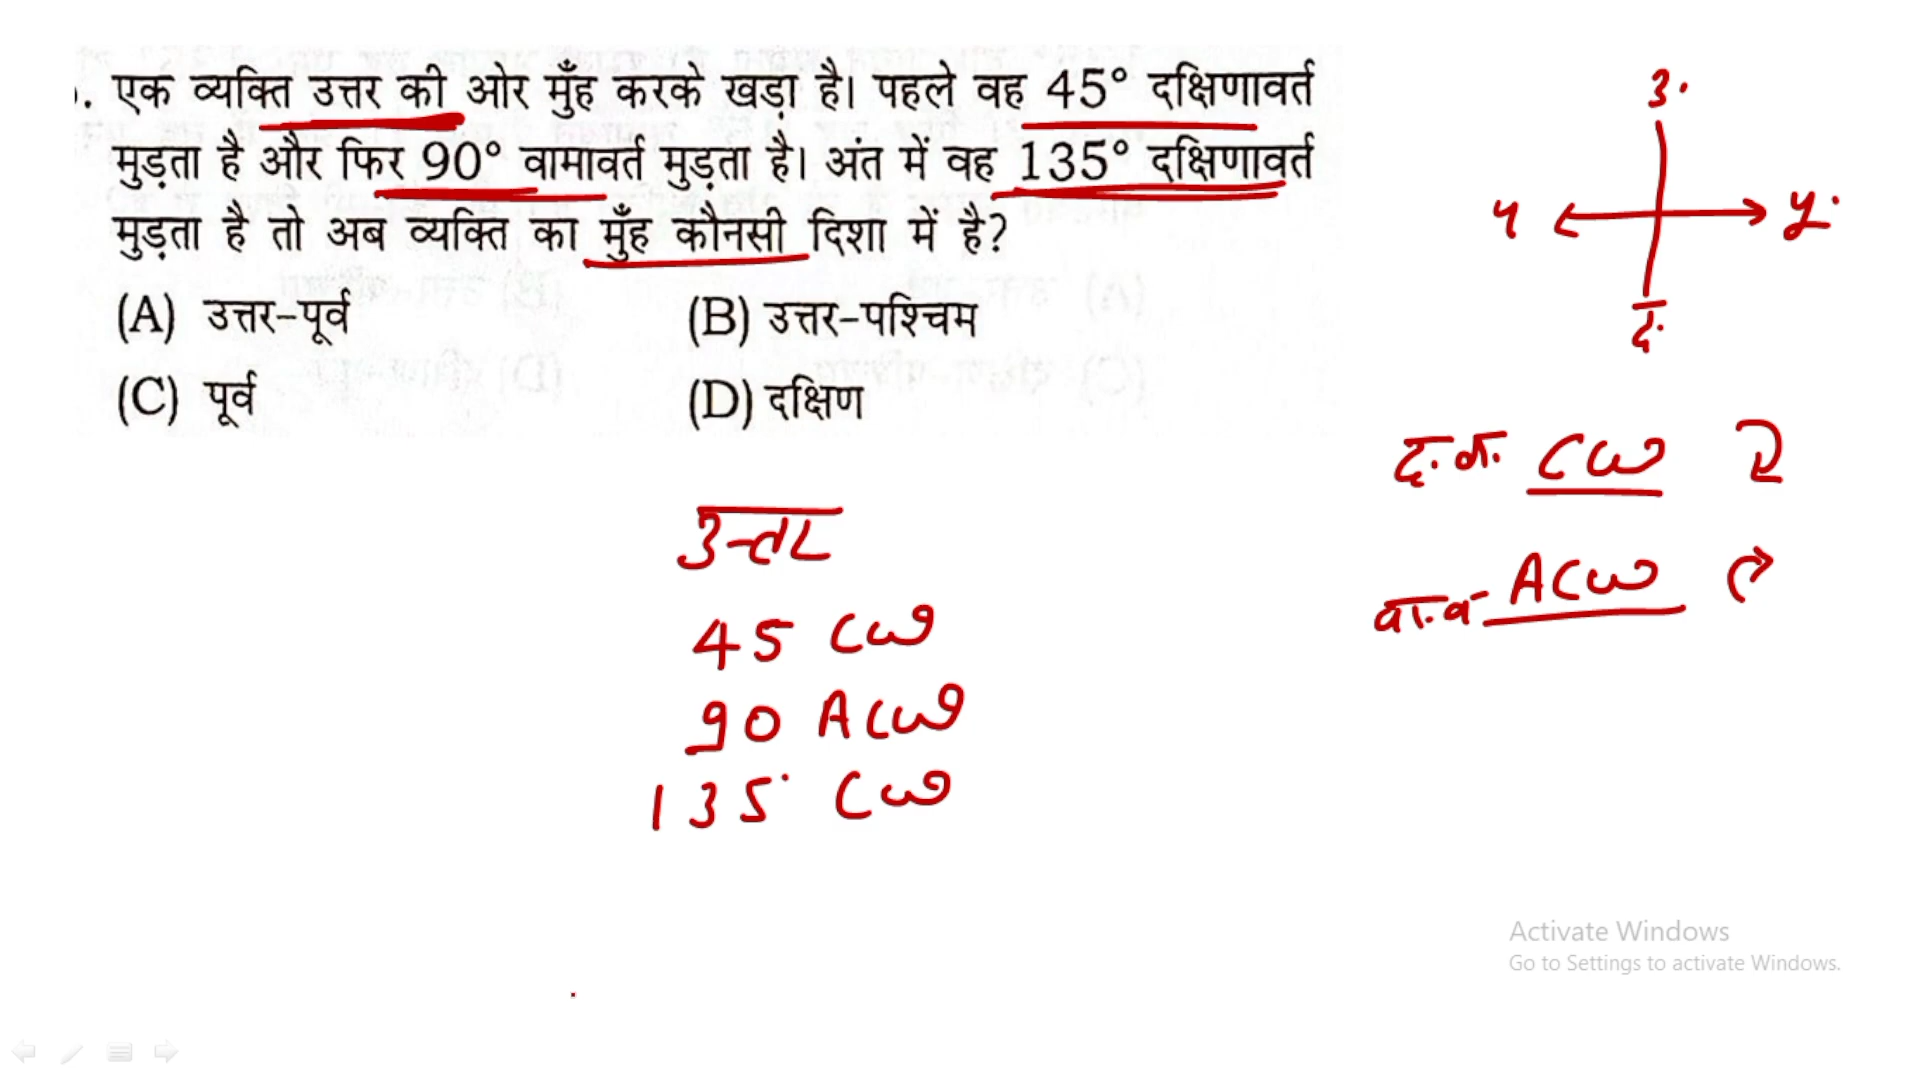 . एक व्यक्ति उत्तर की ओर मुँह करके खड़ा है। पहले वह 45° दक्षिणावर्त
मुड़ता है और फिर 90° वामावर्त मुड़ता है। अंत में वह 135° दक्षिणावर्त
मुड़ता है तो अब व्यक्ति का मुँह कौनसी दिशा में है?
(A) उत्तर-पूर्व (B) उत्तर-पश्चिम
(C) पूर्व (D) दक्षिण
उ.
प पू.
द.
द.व. CW
वा.व ACW
उत्तर
45 CW
90 ACW
135 CW
Activate Windows
Go to Settings to activate Windows.